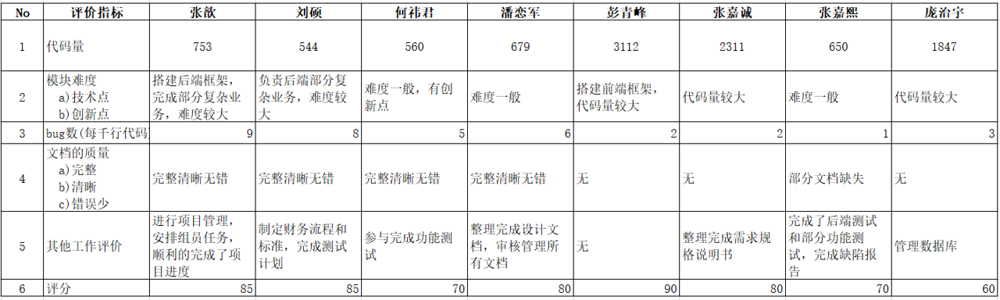 No 评价指标 张歆 刘硕 何祎君 潘恋军 彭青峰 张嘉诚 张嘉熙 庞治宇
1 代码量 753 544 560 679 3112 2311 650 1847
模块难度
a)技术点
b)创新点
2
搭建后端框架，
完成部分复杂业
务，难度较大
负责后端部分复
杂业务，难度较
大
难度一般，有创
新点
难度一般
搭建前端框架，
代码量较大
代码量较大
难度一般
代码量较大
3 bug数(每千行代码 9 8 5 6 2 2 1 3
文档的质量
a)完整
b)清晰
c)错误少
4
完整清晰无错 完整清晰无错 完整清晰无错 完整清晰无错 无 无 部分文档缺失 无
5 其他工作评价
进行项目管理，
安排组员任务，
顺利的完成了项
目进度
制定财务流程和
标准，完成测试
计划
参与完成功能测
试
整理完成设计文
档，审核管理所
有文档
无
整理完成需求规
格说明书
完成了后端测试
和部分功能测
试，完成缺陷报
告
管理数据库
6 评分 85 85 70 80 90 80 70 60